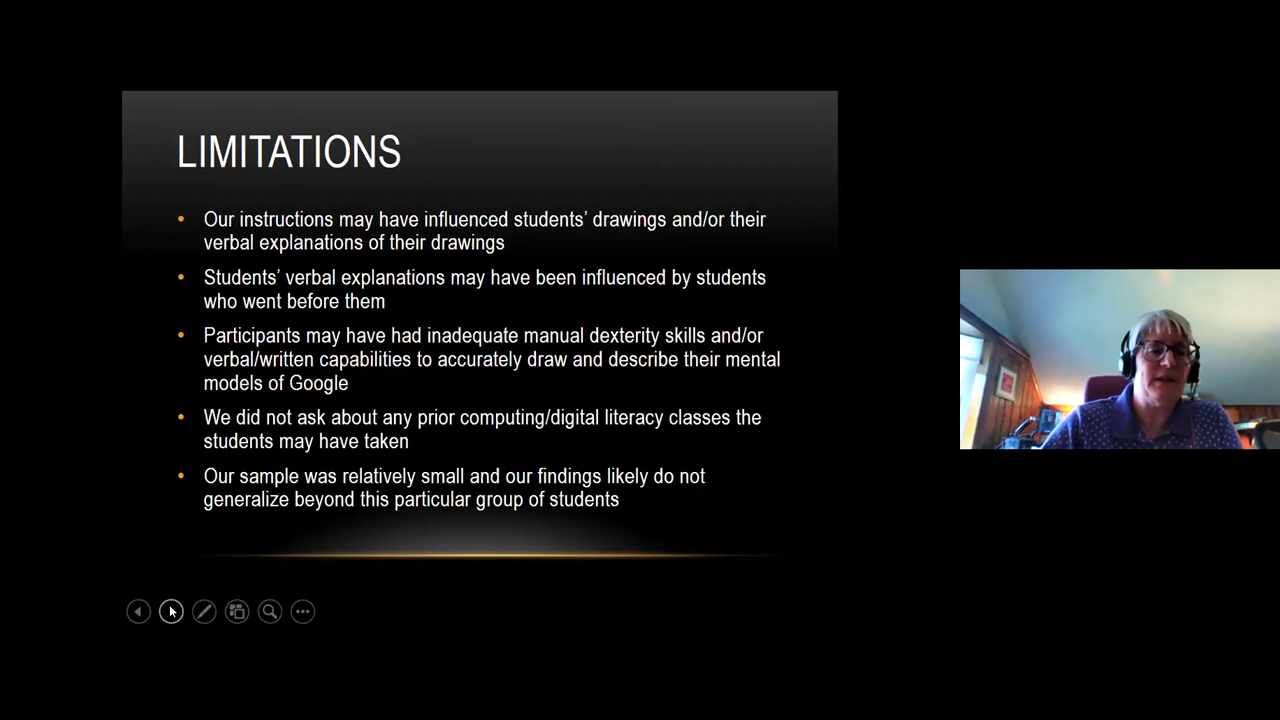 LIMITATIONS
• Our instructions may have influenced students’ drawings and/or their
verbal explanations of their drawings
• Students’ verbal explanations may have been influenced by students
who went before them
• Participants may have had inadequate manual dexterity skills and/or
verbal/written capabilities to accurately draw and describe their mental
models of Google
• We did not ask about any prior computing/digital literacy classes the
students may have taken
• Our sample was relatively small and our findings likely do not
generalize beyond this particular group of students